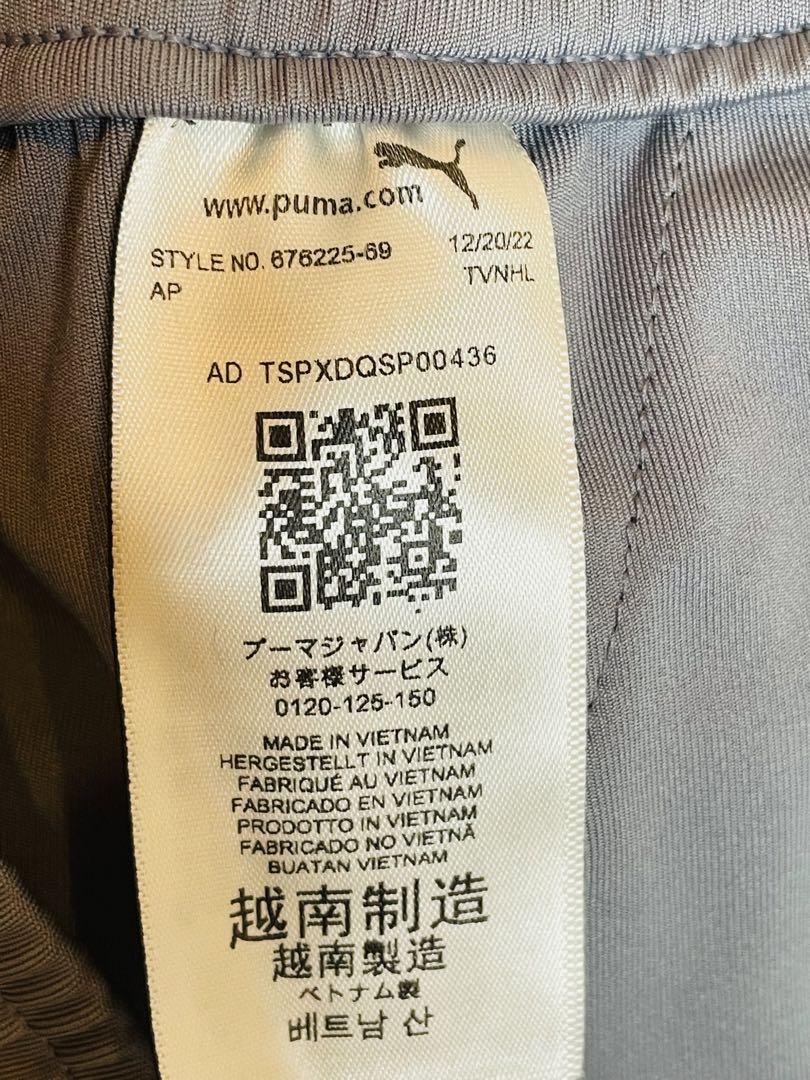 www.puma.com
STYLE NO. 676225-69 12/20/22
AP TVNHL
AD TSPXDQSP00436
プーマジャパン(株)
お客様サービス
0120-125-150
MADE IN VIETNAM
HERGESTELLT IN VIETNAM
FABRIQUÉ AU VIETNAM
FABRICADO EN VIETNAM
PRODOTTO IN VIETNAM
FABRICADO NO VIETNÃ
BUATAN VIETNAM
越南制造
越南製造
ベトナム製
베트남 산